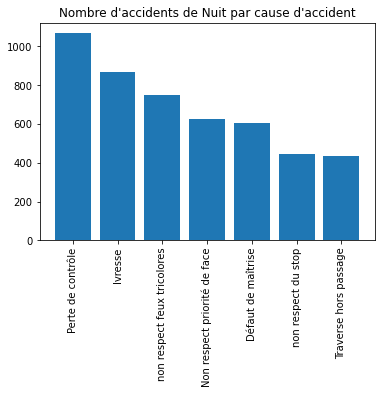 Nombre d'accidents de Nuit par cause d'accident
1000
800
600
400
200
0
Perte de contrôle
Ivresse
non respect feux tricolores
Non respect priorité de face
Défaut de maîtrise
non respect du stop
Traverse hors passage